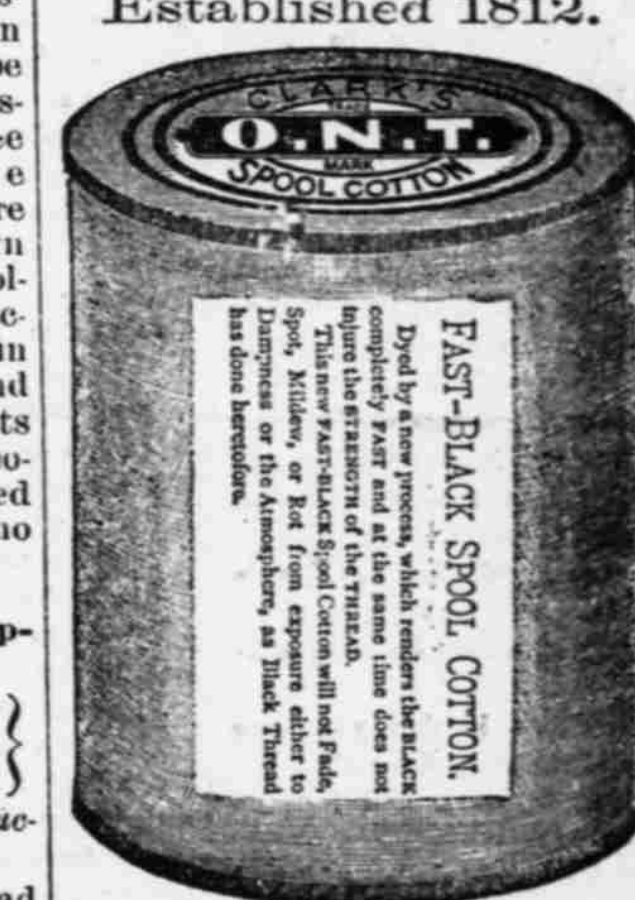 Established 1812.
CLARK'S
TRADE
O.N.T.
MARK
SPOOL COTTON
FAST-BLACK SPOOL COTTON.
Dyed by a new process, which renders the BLACK
completely FAST and at the same time does not
injure the STRENGTH of the THREAD.
This new FAST-BLACK Spool Cotton will not Fade,
Spot, Mildew, or Rot from exposure either to
Dampness or the Atmosphere, as Black Thread
has done heretofore.